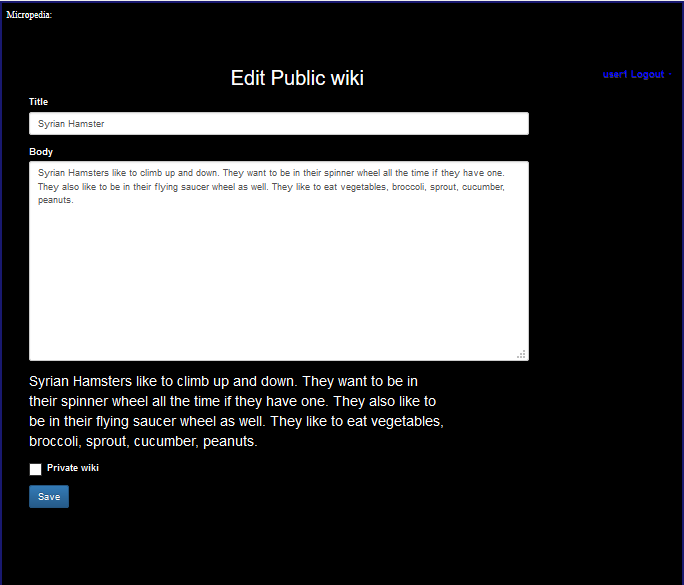 Micropedia:
Edit Public wiki
user1 Logout
Title
Syrian Hamster
Body
Syrian Hamsters like to climb up and down. They want to be in their spinner wheel all the time if they have one.
They also like to be in their flying saucer wheel as well. They like to eat vegetables, broccoli, sprout, cucumber,
peanuts.
Syrian Hamsters like to climb up and down. They want to be in
their spinner wheel all the time if they have one. They also like to
be in their flying saucer wheel as well. They like to eat vegetables,
broccoli, sprout, cucumber, peanuts.
Private wiki
Save